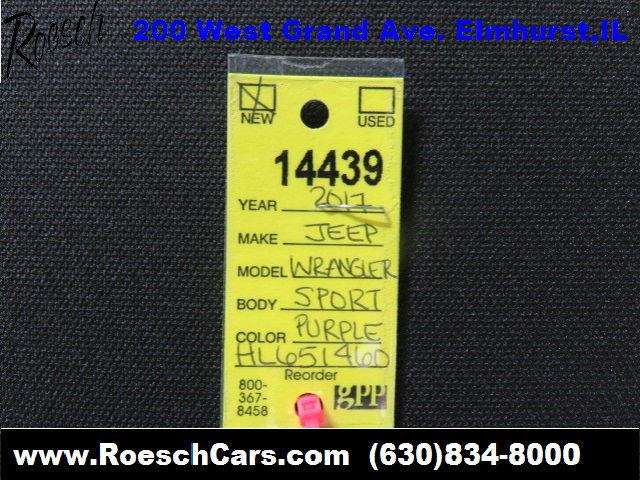 Roesch 200 West Grand Ave. Elmhurst,IL
NEW USED
14439
YEAR 2017
MAKE JEEP
MODEL WRANGLER
BODY SPORT
COLOR PURPLE
HL651460
Reorder
800-
367-
8458
gpp
www.RoeschCars.com (630)834-8000